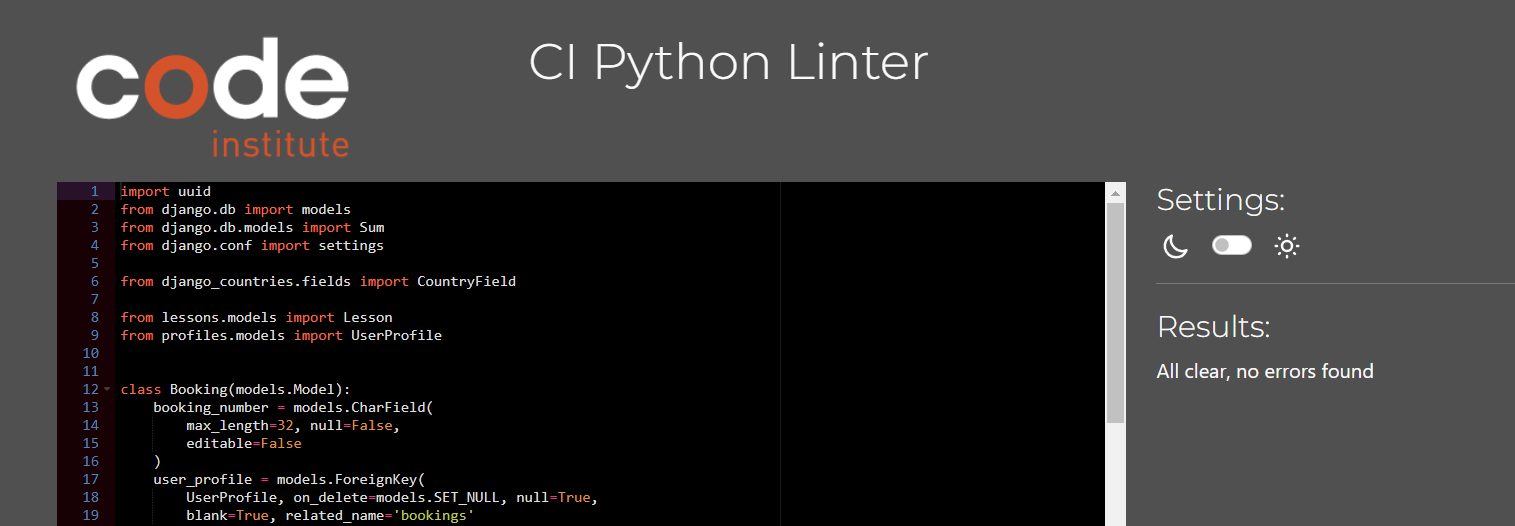 code
institute
CI Python Linter
1 import uuid
2 from django.db import models
3 from django.db.models import Sum
4 from django.conf import settings
5
6 from django_countries.fields import CountryField
7
8 from lessons.models import Lesson
9 from profiles.models import UserProfile
10
11
12 class Booking(models.Model):
13     booking_number = models.CharField(
14         max_length=32, null=False,
15         editable=False
16     )
17     user_profile = models.ForeignKey(
18         UserProfile, on_delete=models.SET_NULL, null=True,
19         blank=True, related_name='bookings'
Settings:
Results:
All clear, no errors found